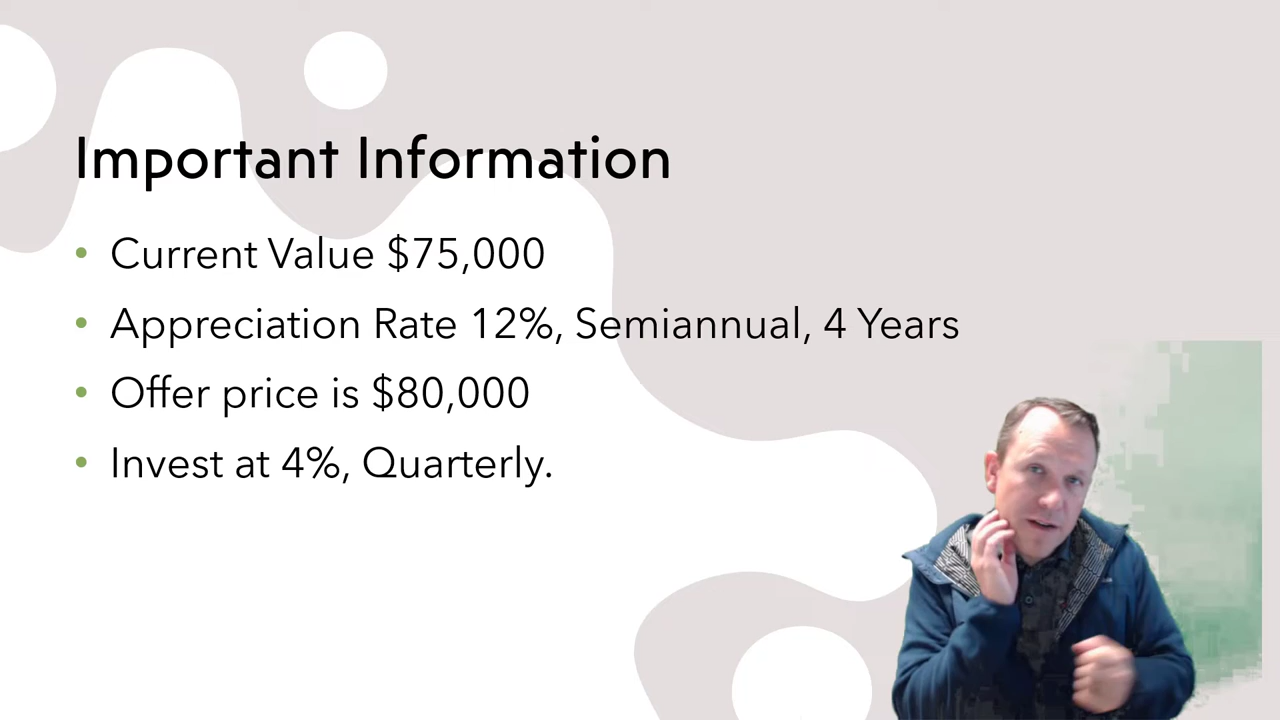 Important Information
• Current Value $75,000
• Appreciation Rate 12%, Semiannual, 4 Years
• Offer price is $80,000
• Invest at 4%, Quarterly.